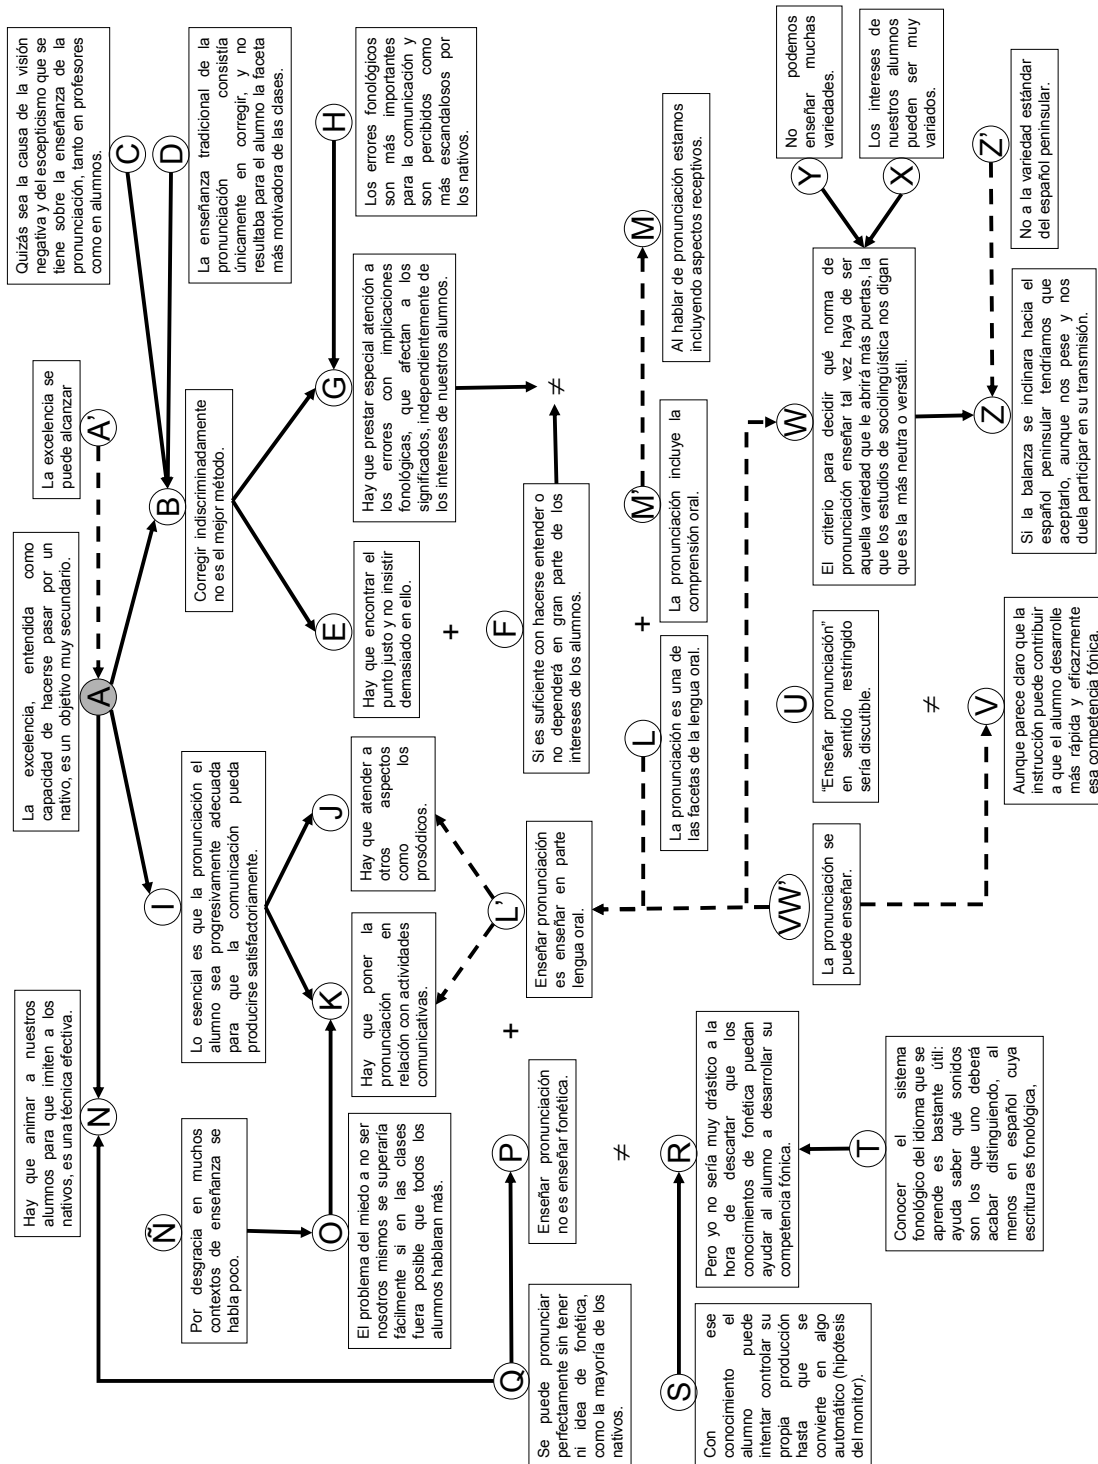 Hay que animar a nuestros
alumnos para que imiten a los
nativos, es una técnica efectiva.
N
La excelencia, entendida como
capacidad de hacerse pasar por un
nativo, es un objetivo muy secundario.
A
La excelencia se
puede alcanzar
A'
Quizás sea la causa de la visión
negativa y del escepticismo que se
tiene sobre la enseñanza de la
pronunciación, tanto en profesores
como en alumnos.
C
Ñ
Por desgracia en muchos
contextos de enseñanza se
habla poco.
I
Lo esencial es que la pronunciación el
alumno sea progresivamente adecuada
para que la comunicación pueda
producirse satisfactoriamente.
B
Corregir indiscriminadamente
no es el mejor método.
D
La enseñanza tradicional de la
pronunciación consistía
únicamente en corregir, y no
resultaba para el alumno la faceta
más motivadora de las clases.
O
El problema del miedo a no ser
nosotros mismos se superaría
fácilmente si en las clases
fuera posible que todos los
alumnos hablaran más.
K
Hay que poner la
pronunciación en
relación con actividades
comunicativas.
J
Hay que atender a
otros aspectos
como los
prosódicos.
E
Hay que encontrar el
punto justo y no insistir
demasiado en ello.
G
Hay que prestar especial atención a
los errores con implicaciones
fonológicas, que afectan a los
significados, independientemente de
los intereses de nuestros alumnos.
H
Los errores fonológicos
son más importantes
para la comunicación y
son percibidos como
más escandalosos por
los nativos.
+
Q
Se puede pronunciar
perfectamente sin tener
ni idea de fonética,
como la mayoría de los
nativos.
P
Enseñar pronunciación
no es enseñar fonética.
+
L'
Enseñar pronunciación
es enseñar en parte
lengua oral.
F
Si es suficiente con hacerse entender o
no dependerá en gran parte de los
intereses de los alumnos.
≠
≠
L
La pronunciación es una de
las facetas de la lengua oral.
+
M'
La pronunciación incluye la
comprensión oral.
M
Al hablar de pronunciación estamos
incluyendo aspectos receptivos.
S
Con ese
conocimiento el
alumno puede
intentar controlar su
propia producción
hasta que se
convierte en algo
automático (hipótesis
del monitor).
R
Pero yo no sería muy drástico a la
hora de descartar que los
conocimientos de fonética puedan
ayudar al alumno a desarrollar su
competencia fónica.
VW'
La pronunciación se
puede enseñar.
U
"Enseñar pronunciación"
en sentido restringido
sería discutible.
W
El criterio para decidir qué norma de
pronunciación enseñar tal vez haya de ser
aquella variedad que le abrirá más puertas, la
que los estudios de sociolingüística nos digan
que es la más neutra o versátil.
Y
No podemos
enseñar muchas
variedades.
X
Los intereses de
nuestros alumnos
pueden ser muy
variados.
T
Conocer el sistema
fonológico del idioma que se
aprende es bastante útil:
ayuda saber qué sonidos
son los que uno deberá
acabar distinguiendo, al
menos en español cuya
escritura es fonológica,
≠
V
Aunque parece claro que la
instrucción puede contribuir
a que el alumno desarrolle
más rápida y eficazmente
esa competencia fónica.
Z
Si la balanza se inclinara hacia el
español peninsular tendríamos que
aceptarlo, aunque nos pese y nos
duela participar en su transmisión.
Z'
No a la variedad estándar
del español peninsular.